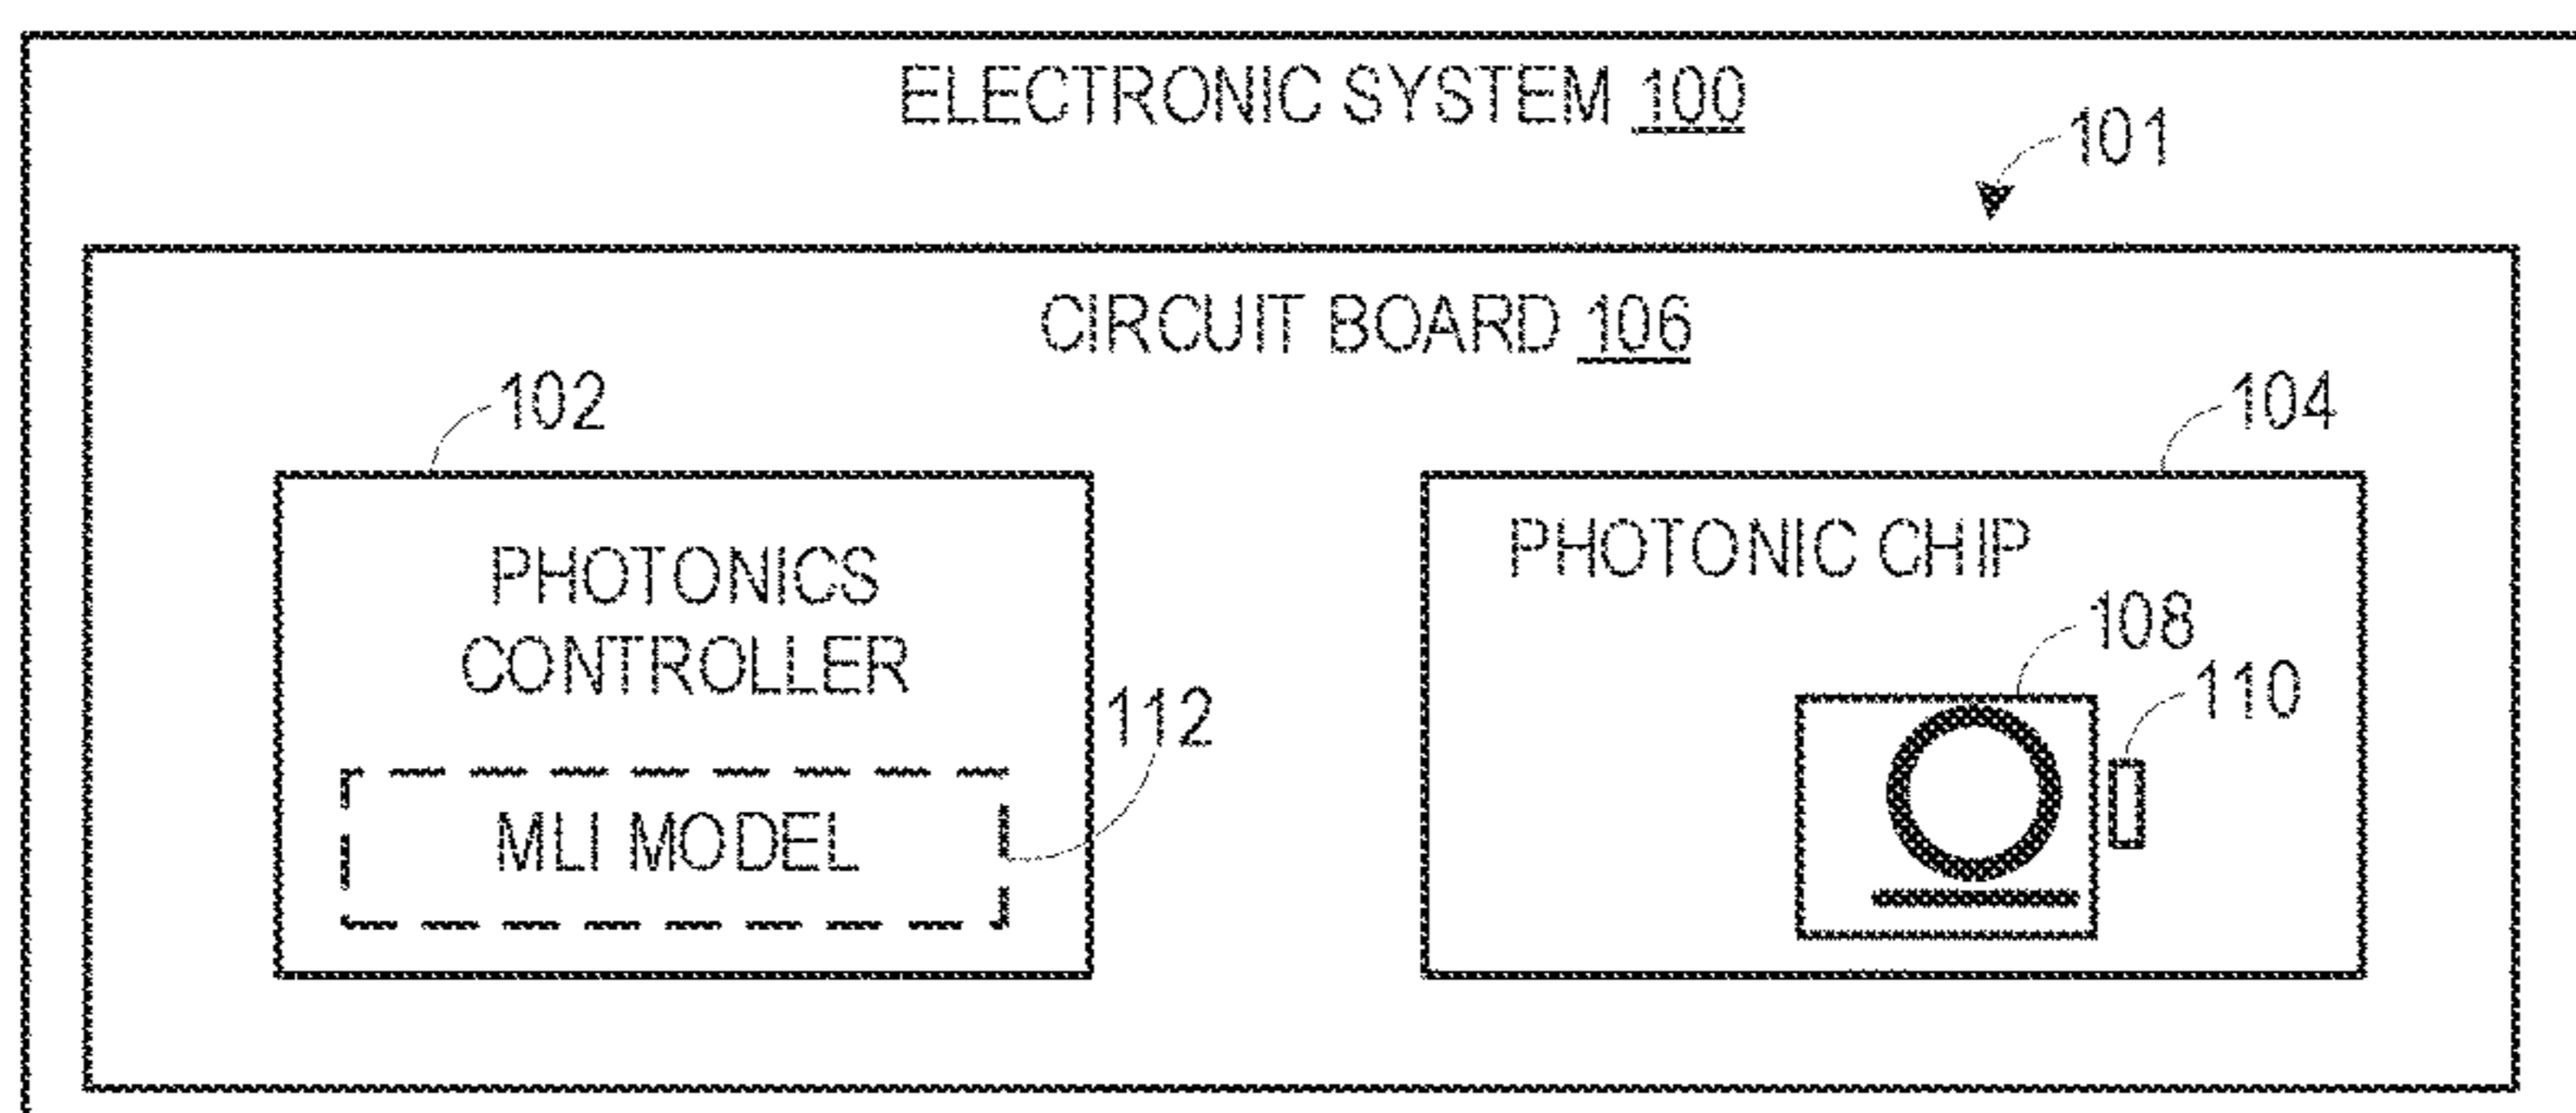 ELECTRONIC SYSTEM 100
101
CIRCUIT BOARD 106
102
104
PHOTONICS
CONTROLLER
PHOTONIC CHIP
108
110
112
MLI MODEL